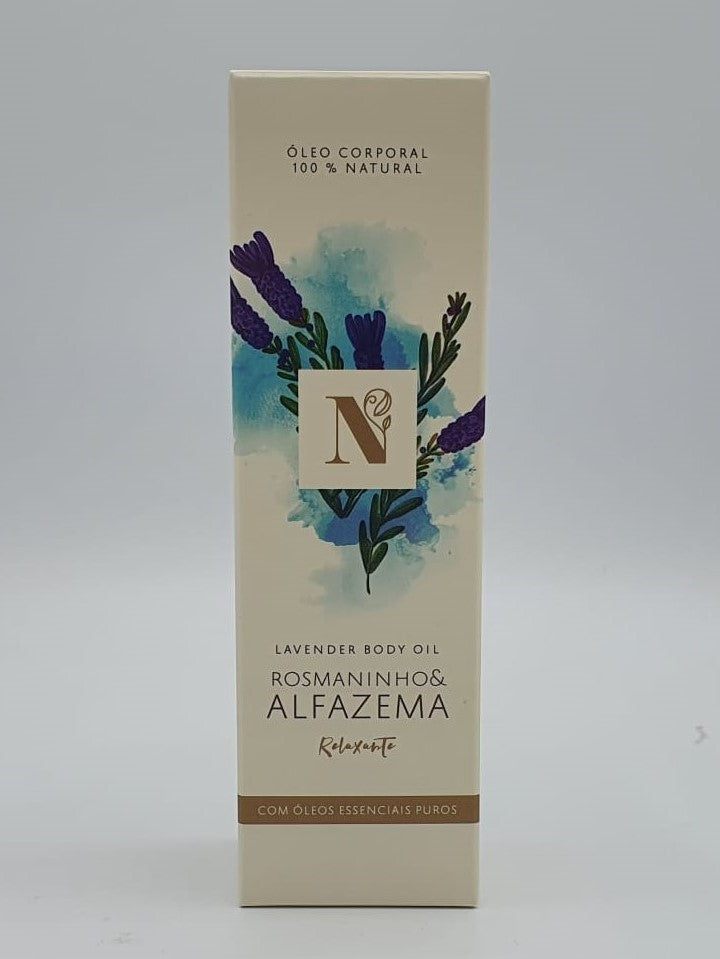 ÓLEO CORPORAL
100 % NATURAL
N
LAVENDER BODY OIL
ROSMANINHO&
ALFAZEMA
Relaxante
COM ÓLEOS ESSENCIAIS PUROS